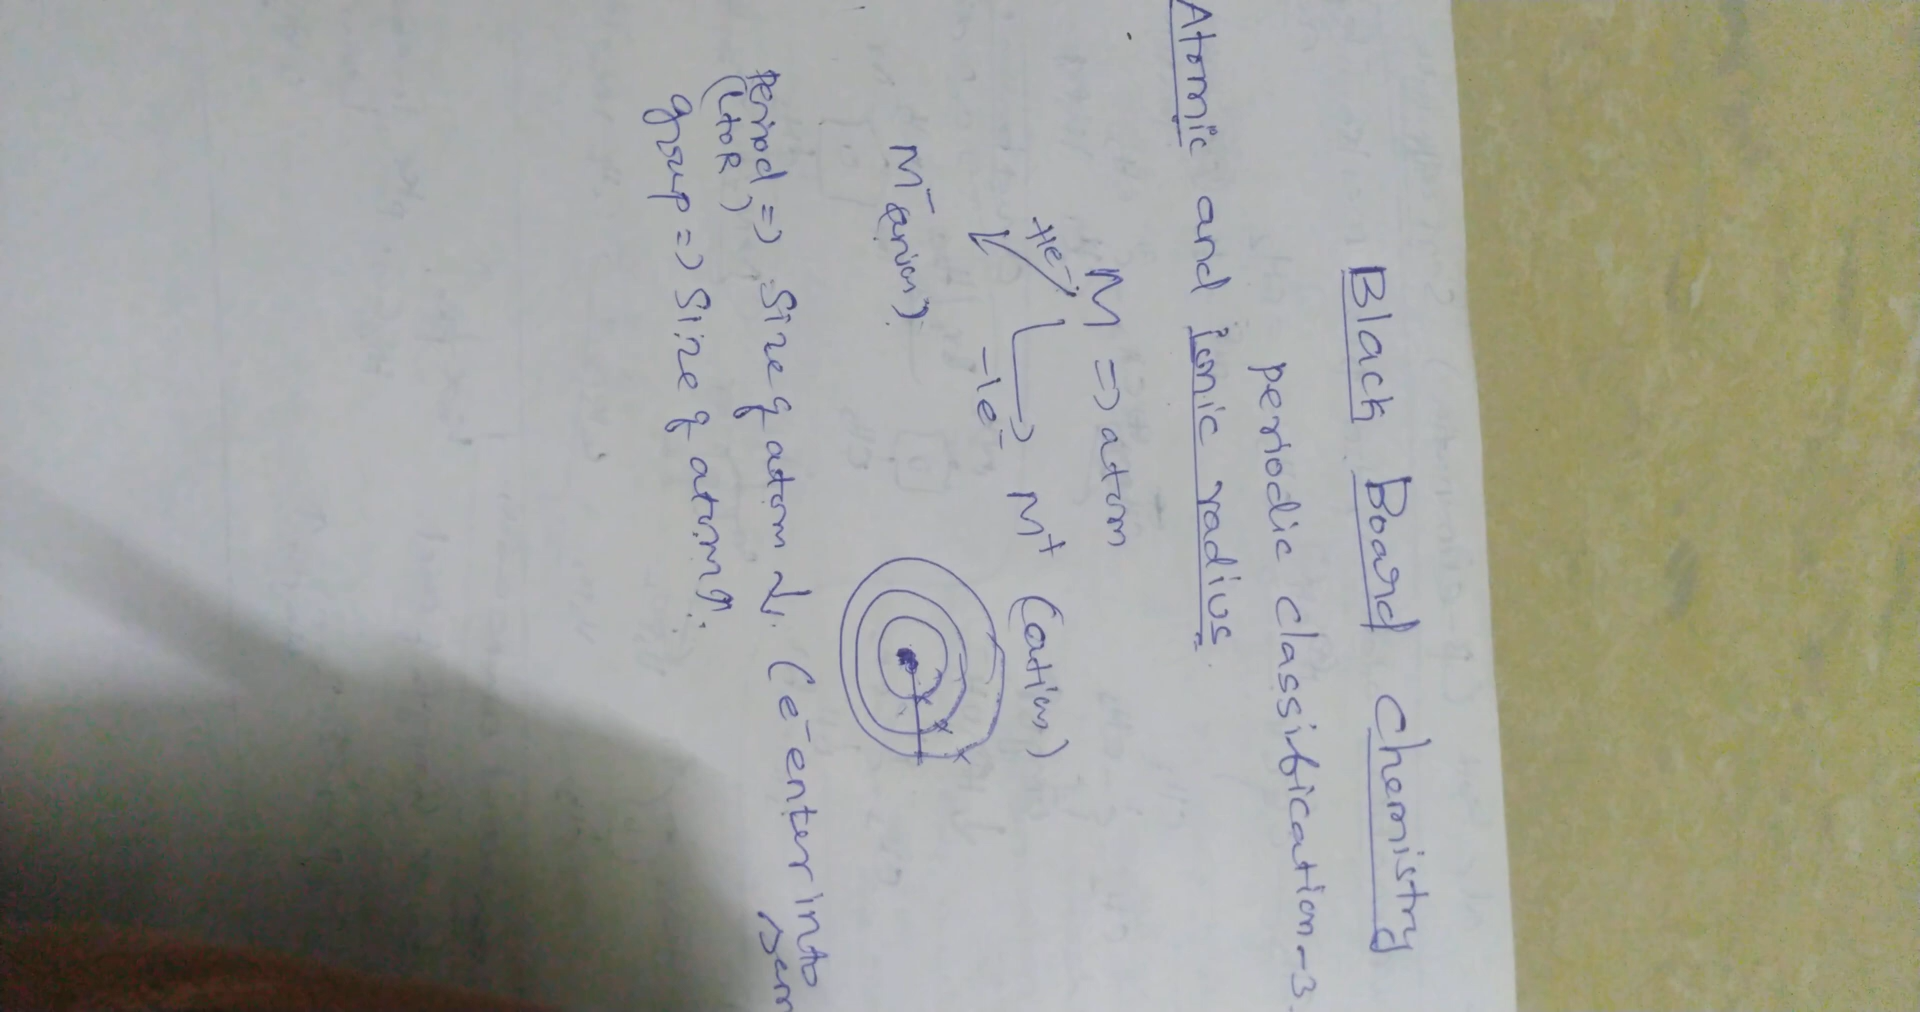 Black Board Chemistry
periodic classification-3.
Atomic and ionic radius.
M => atom
+1e-
-1e-
M+ (cation)
M- (anion)
period => Size of atom ↓. (e- enter into
(L to R)
group => Size of atom ↑.